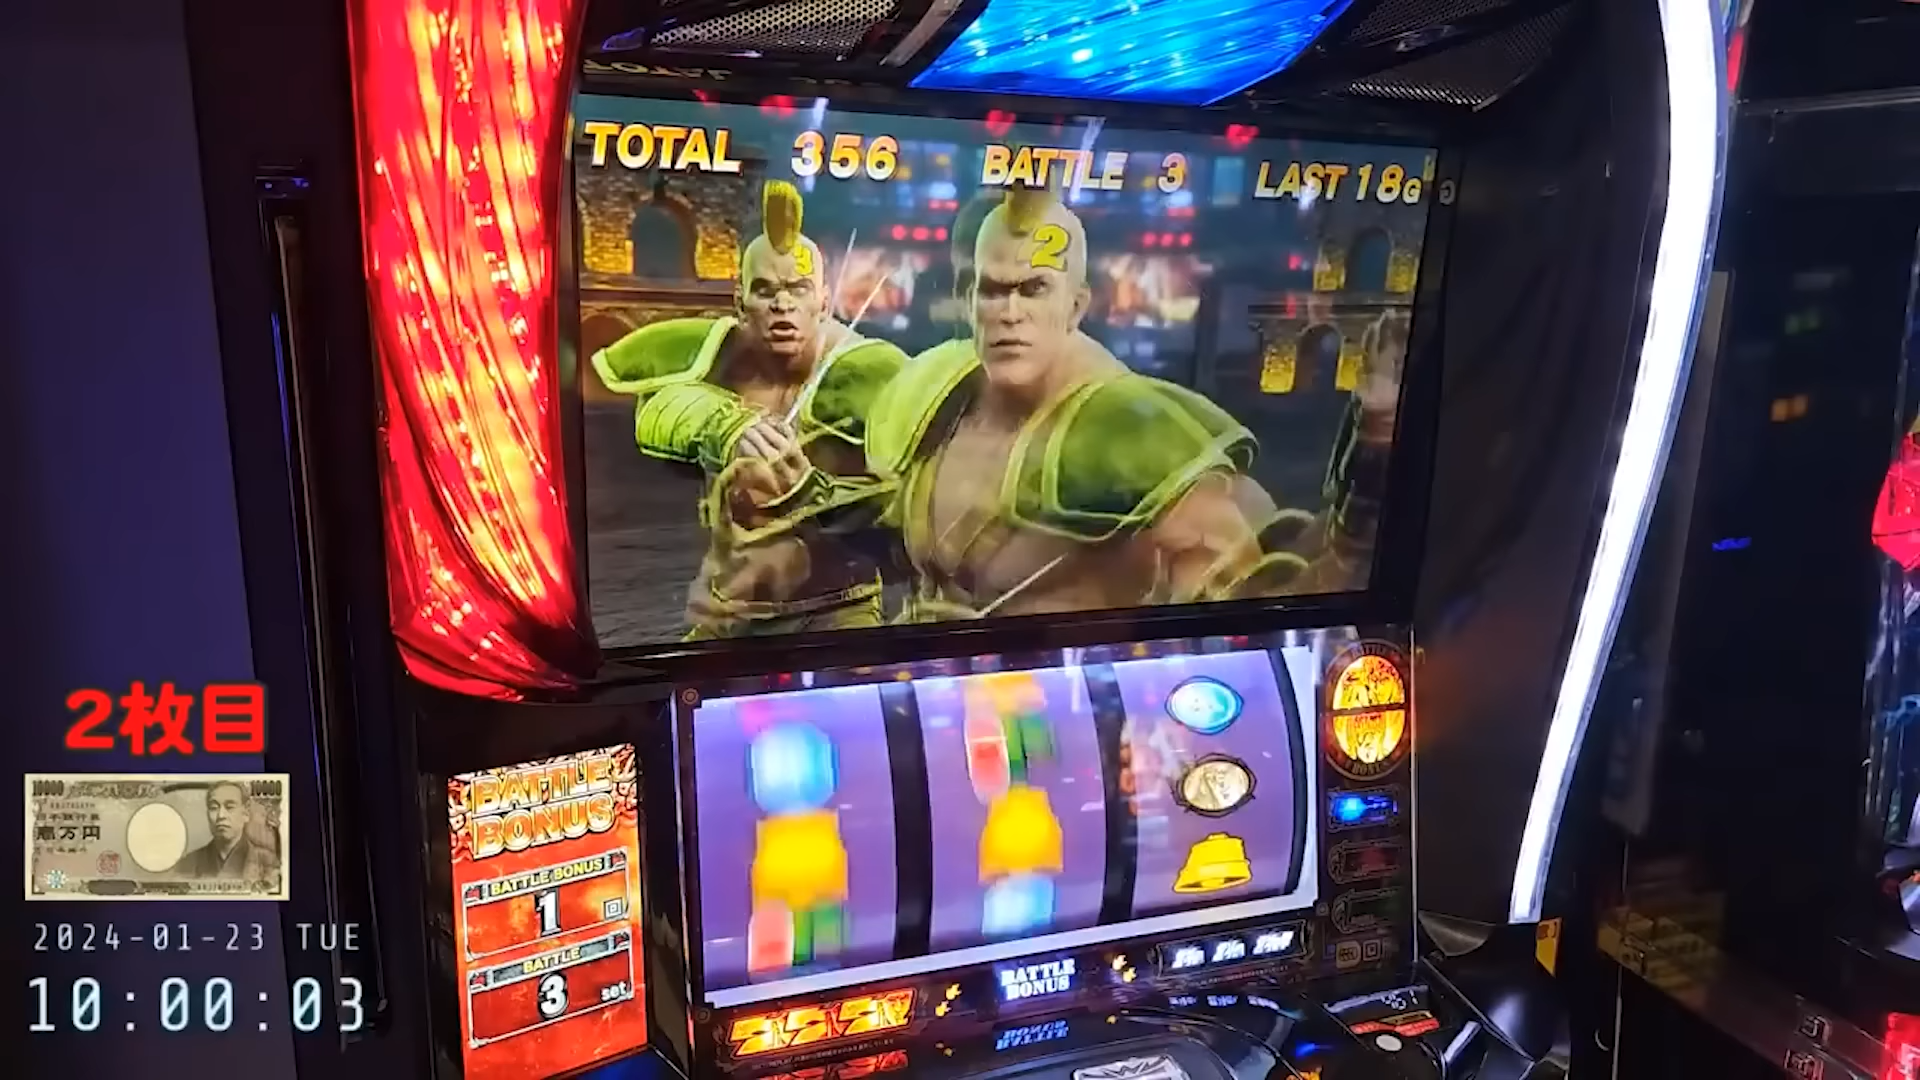 TOTAL 356 BATTLE 3 LAST 18G
2
2枚目
10000 10000
壱万円
2024-01-23 TUE
10:00:03
BATTLE
BONUS
BATTLE BONUS
1 回
BATTLE
3 set
BATTLE
BONUS